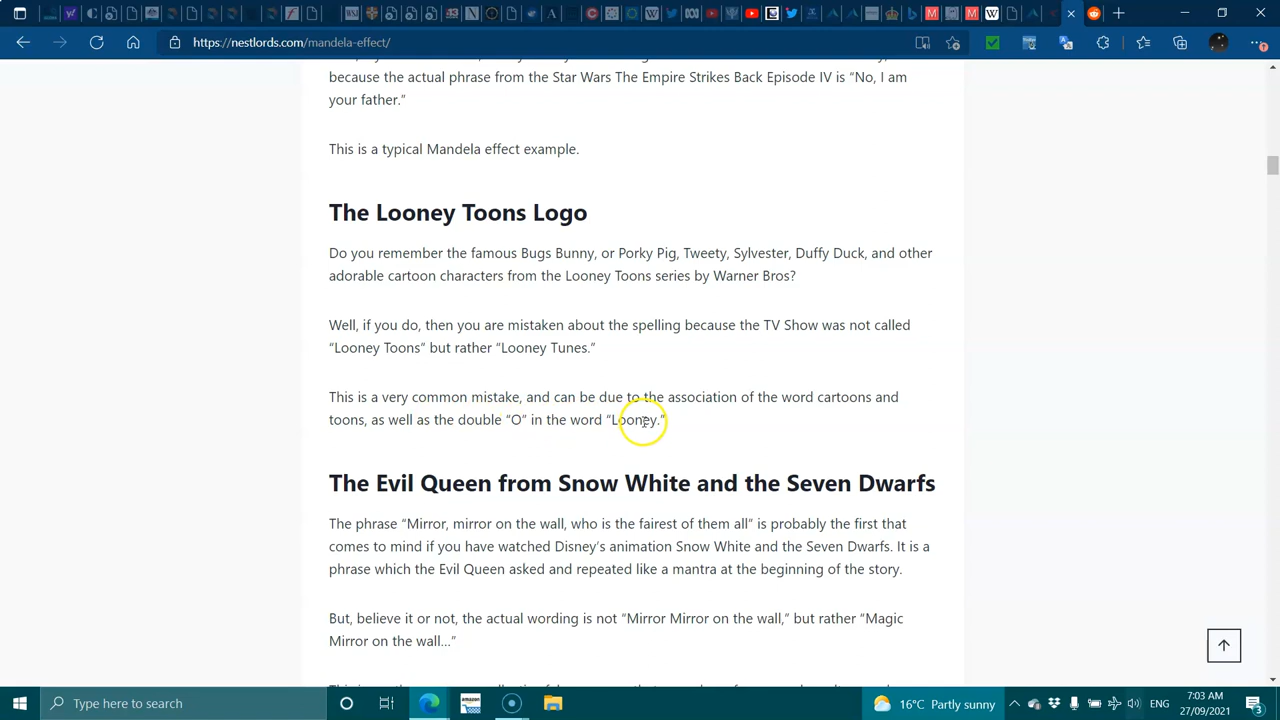 https://nestlords.com/mandela-effect/
because the actual phrase from the Star Wars The Empire Strikes Back Episode IV is “No, I am
your father.”
This is a typical Mandela effect example.
The Looney Toons Logo
Do you remember the famous Bugs Bunny, or Porky Pig, Tweety, Sylvester, Duffy Duck, and other
adorable cartoon characters from the Looney Toons series by Warner Bros?
Well, if you do, then you are mistaken about the spelling because the TV Show was not called
“Looney Toons” but rather “Looney Tunes.”
This is a very common mistake, and can be due to the association of the word cartoons and
toons, as well as the double “O” in the word “Looney.”
The Evil Queen from Snow White and the Seven Dwarfs
The phrase “Mirror, mirror on the wall, who is the fairest of them all” is probably the first that
comes to mind if you have watched Disney’s animation Snow White and the Seven Dwarfs. It is a
phrase which the Evil Queen asked and repeated like a mantra at the beginning of the story.
But, believe it or not, the actual wording is not “Mirror Mirror on the wall,” but rather “Magic
Mirror on the wall…”
Type here to search
amazon
16°C Partly sunny
ENG
7:03 AM
27/09/2021
3